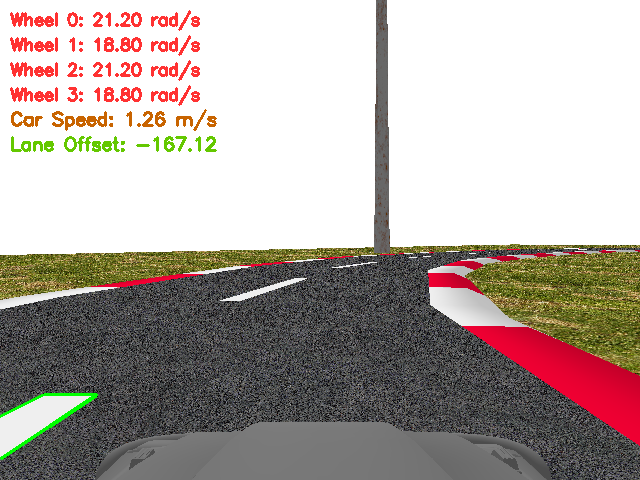 Wheel 0: 21.20 rad/s
Wheel 1: 18.80 rad/s
Wheel 2: 21.20 rad/s
Wheel 3: 18.80 rad/s
Car Speed: 1.26 m/s
Lane Offset: -167.12